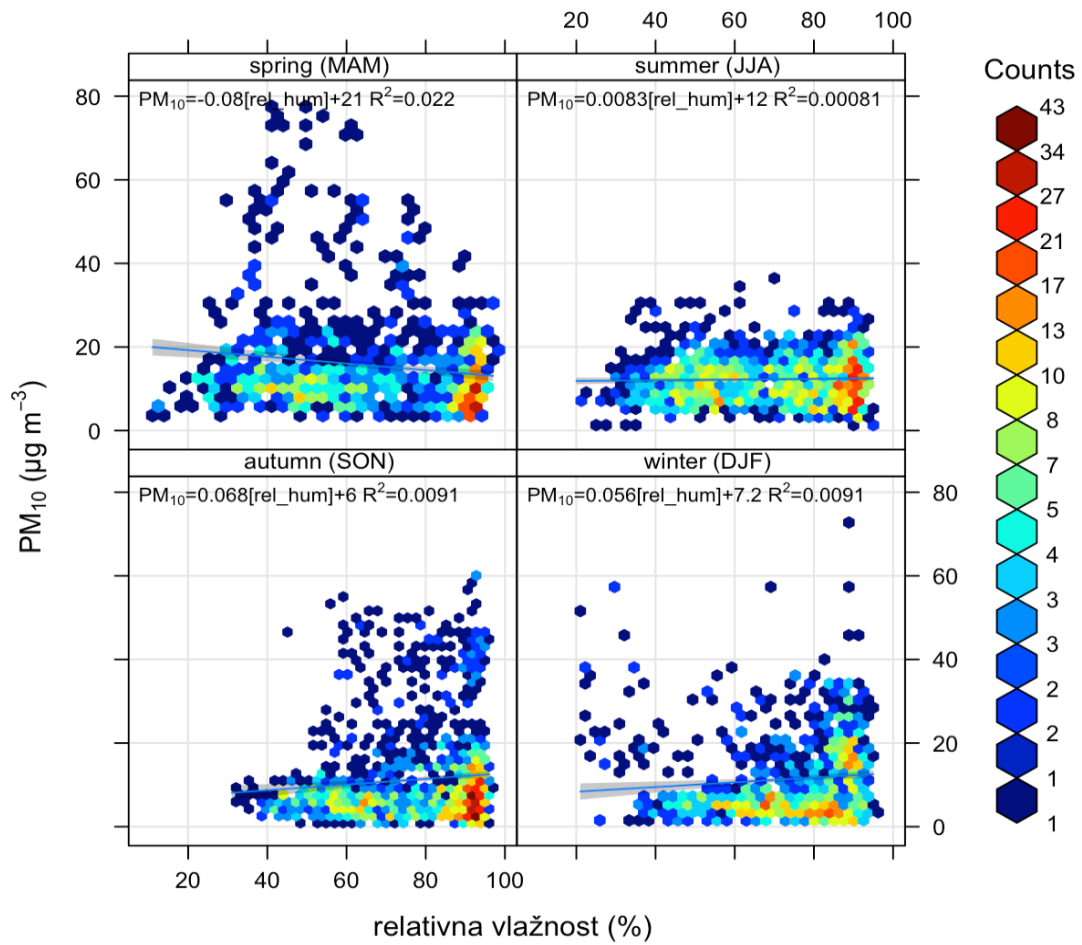 20 40 60 80 100
spring (MAM)
summer (JJA)
PM₁₀=-0.08[rel_hum]+21 R²=0.022
PM₁₀=0.0083[rel_hum]+12 R²=0.00081
80
60
40
20
0
autumn (SON)
winter (DJF)
PM₁₀=0.068[rel_hum]+6 R²=0.0091
PM₁₀=0.056[rel_hum]+7.2 R²=0.0091
80
60
40
20
0
20 40 60 80 100
PM₁₀ (µg m⁻³)
relativna vlažnost (%)
Counts
43
34
27
21
17
13
10
8
7
5
4
3
3
2
2
1
1